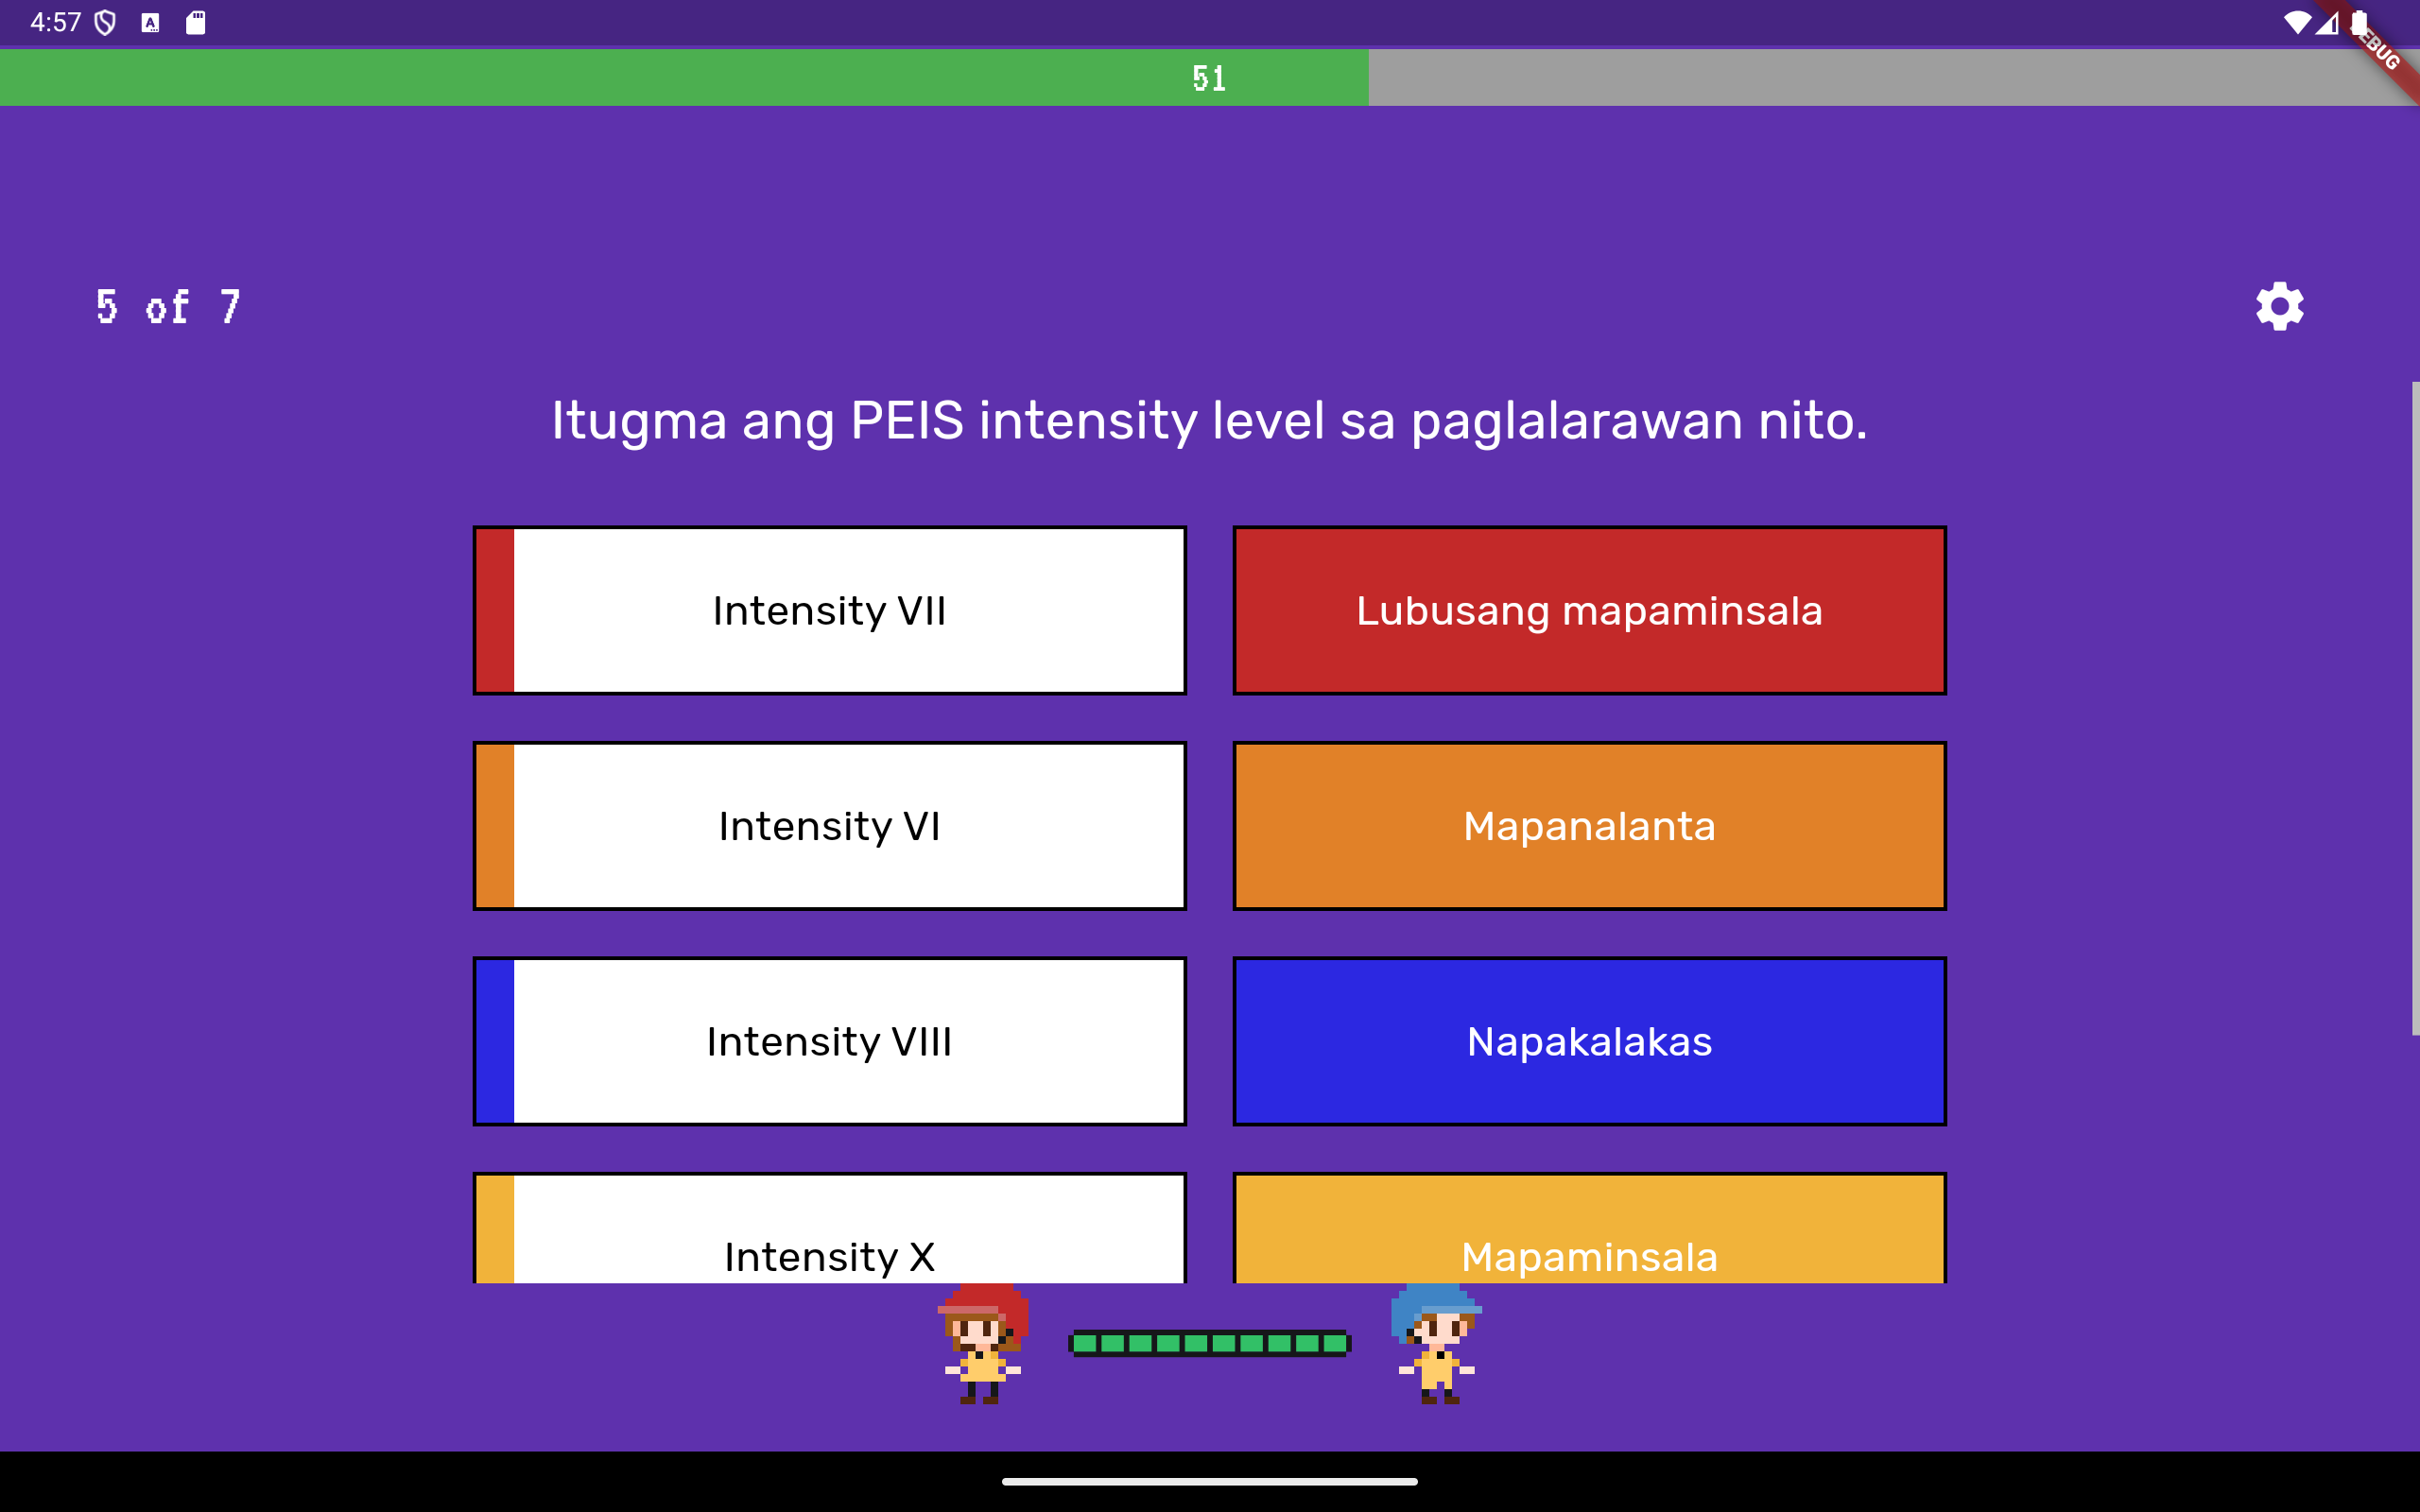 4:57
DEBUG
51
5 of 7
Itugma ang PEIS intensity level sa paglalarawan nito.
Intensity VII
Lubusang mapaminsala
Intensity VI
Mapanalanta
Intensity VIII
Napakalakas
Intensity X
Mapaminsala